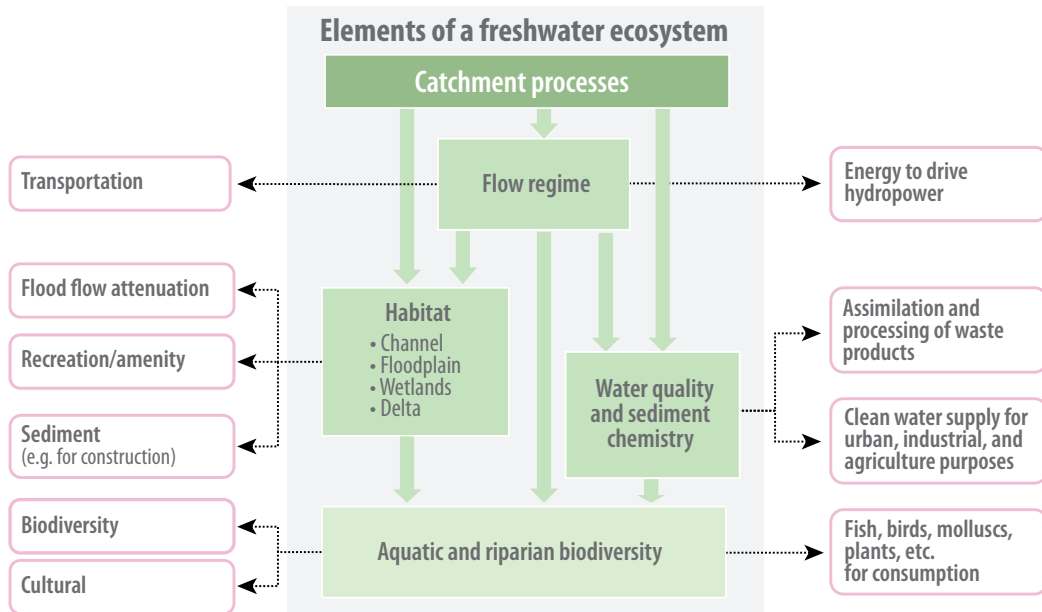 Elements of a freshwater ecosystem
Catchment processes
Transportation
Flow regime
Energy to drive
hydropower
Flood flow attenuation
Recreation/amenity
Sediment
(e.g. for construction)
Habitat
• Channel
• Floodplain
• Wetlands
• Delta
Water quality
and sediment
chemistry
Assimilation and
processing of waste
products
Clean water supply for
urban, industrial, and
agriculture purposes
Biodiversity
Cultural
Aquatic and riparian biodiversity
Fish, birds, molluscs,
plants, etc.
for consumption